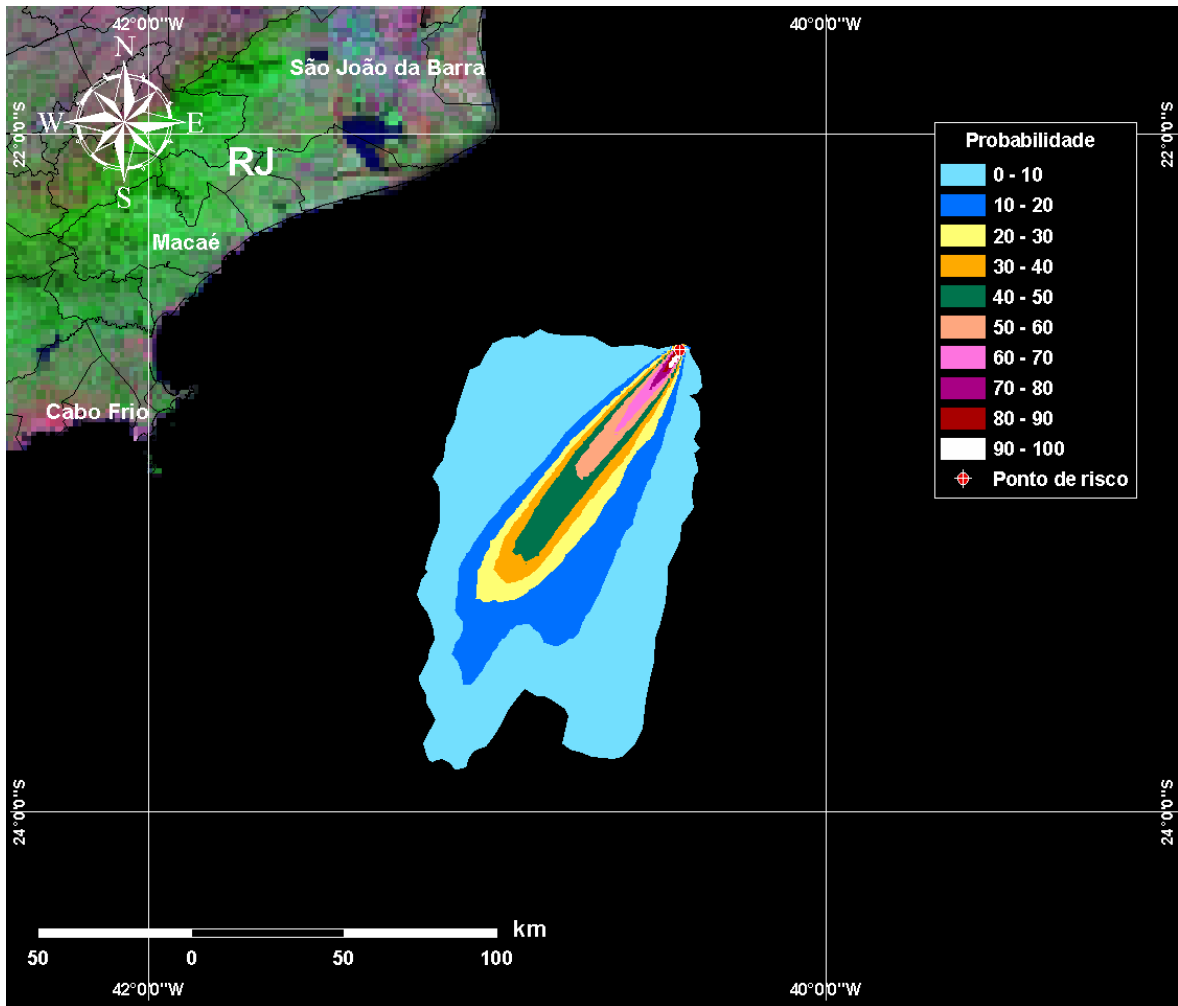 42°0'0"W
40°0'0"W
N
São João da Barra
W
E
22°0'0"S
22°0'0"S
Probabilidade
RJ
0 - 10
S
10 - 20
Macaé
20 - 30
30 - 40
40 - 50
50 - 60
60 - 70
70 - 80
Cabo Frio
80 - 90
90 - 100
Ponto de risco
24°0'0"S
24°0'0"S
km
50
0
50
100
42°0'0"W
40°0'0"W